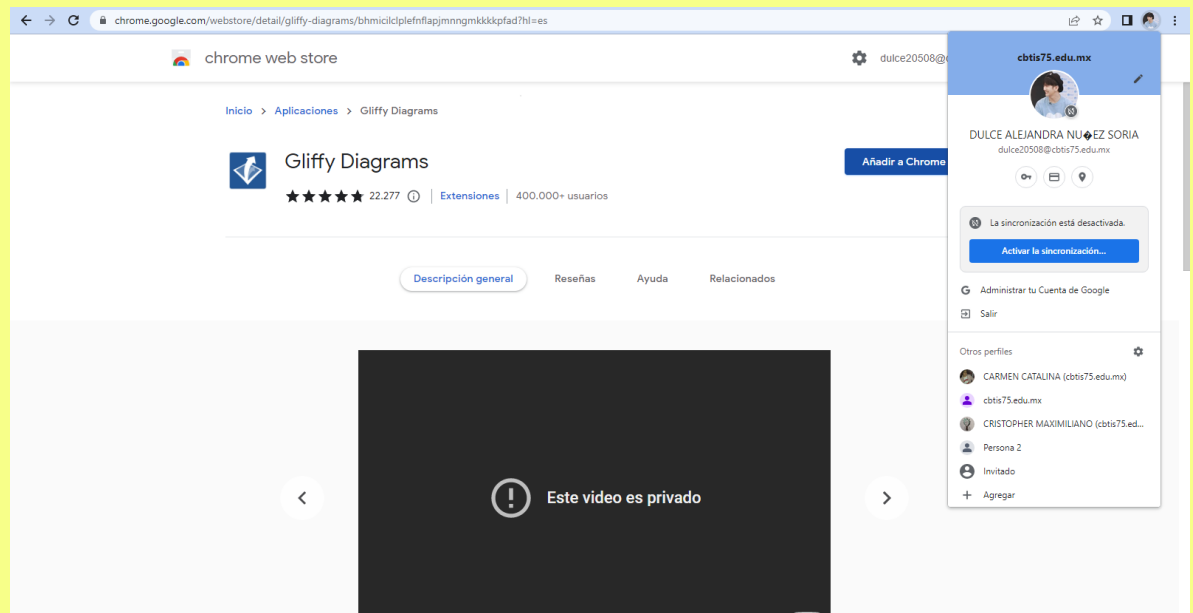 chrome.google.com/webstore/detail/gliffy-diagrams/bhmicilclplefnflapjmnngmkkkkpfad?hl=es
chrome web store
dulce20508@
Inicio > Aplicaciones > Gliffy Diagrams
Gliffy Diagrams
22.277
Extensiones
400.000+ usuarios
Añadir a Chrome
Descripción general
Reseñas
Ayuda
Relacionados
Este video es privado
cbtis75.edu.mx
DULCE ALEJANDRA NU�EZ SORIA
dulce20508@cbtis75.edu.mx
La sincronización está desactivada.
Activar la sincronización...
G Administrar tu Cuenta de Google
Salir
Otros perfiles
CARMEN CATALINA (cbtis75.edu.mx)
cbtis75.edu.mx
CRISTOPHER MAXIMILIANO (cbtis75.ed...
Persona 2
Invitado
+ Agregar